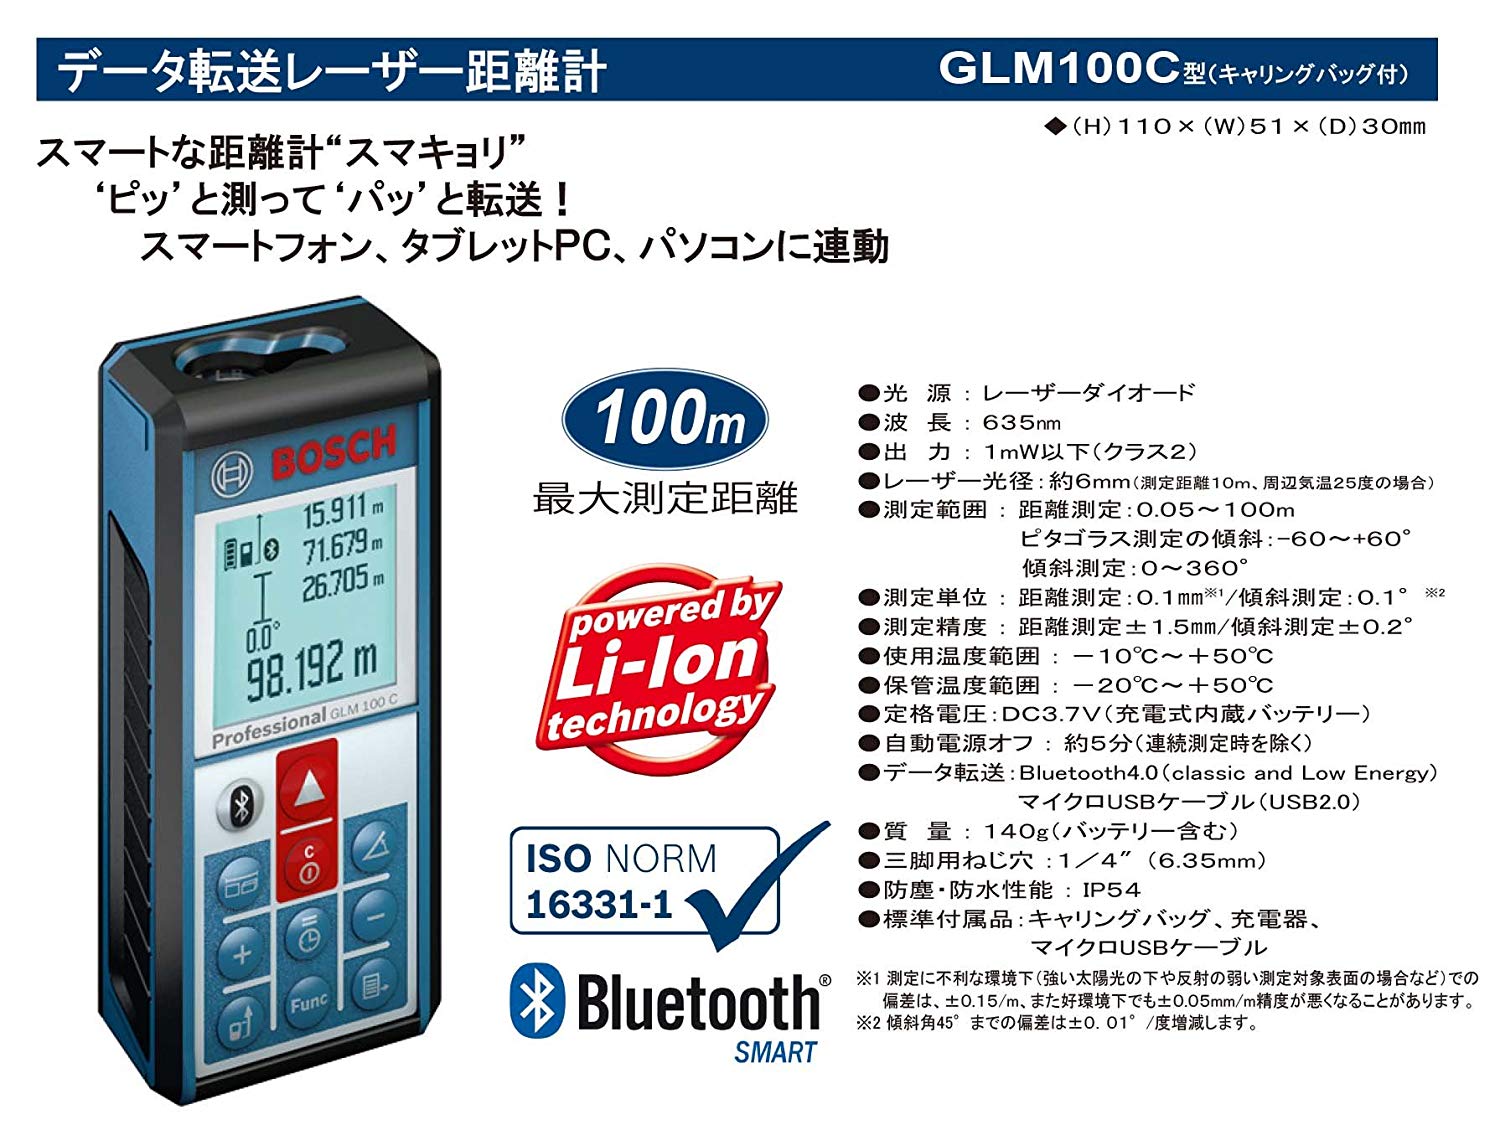 データ転送レーザー距離計
GLM100C型(キャリングバッグ付)
◆(H)110×(W)51×(D)30mm
スマートな距離計“スマキョリ”
‘ピッ’と測って‘パッ’と転送！
スマートフォン、タブレットPC、パソコンに連動
BOSCH
15.911 m
71.679 m
26.705 m
0.0°
98.192 m
Professional GLM 100 C
C
Func
100m
最大測定距離
powered by
Li-Ion
technology
ISO NORM
16331-1
Bluetooth®
SMART
●光 源 : レーザーダイオード
●波 長 : 635nm
●出 力 : 1mW以下(クラス2)
●レーザー光径:約6mm(測定距離10m、周辺気温25度の場合)
●測定範囲 : 距離測定:0.05～100m
ピタゴラス測定の傾斜:-60～+60°
傾斜測定:0～360°
●測定単位 : 距離測定:0.1mm※1/傾斜測定:0.1° ※2
●測定精度 : 距離測定±1.5mm/傾斜測定±0.2°
●使用温度範囲 : －10℃～＋50℃
●保管温度範囲 : －20℃～＋50℃
●定格電圧:DC3.7V(充電式内蔵バッテリー)
●自動電源オフ : 約5分(連続測定時を除く)
●データ転送:Bluetooth4.0(classic and Low Energy)
マイクロUSBケーブル(USB2.0)
●質 量 : 140g(バッテリー含む)
●三脚用ねじ穴 :1／4″ (6.35mm)
●防塵・防水性能 : IP54
●標準付属品:キャリングバッグ、充電器、
マイクロUSBケーブル
※1 測定に不利な環境下(強い太陽光の下や反射の弱い測定対象表面の場合など)での
偏差は、±0.15/m、また好環境下でも±0.05mm/m精度が悪くなることがあります。
※2 傾斜角45° までの偏差は±0. 01° /度増減します。